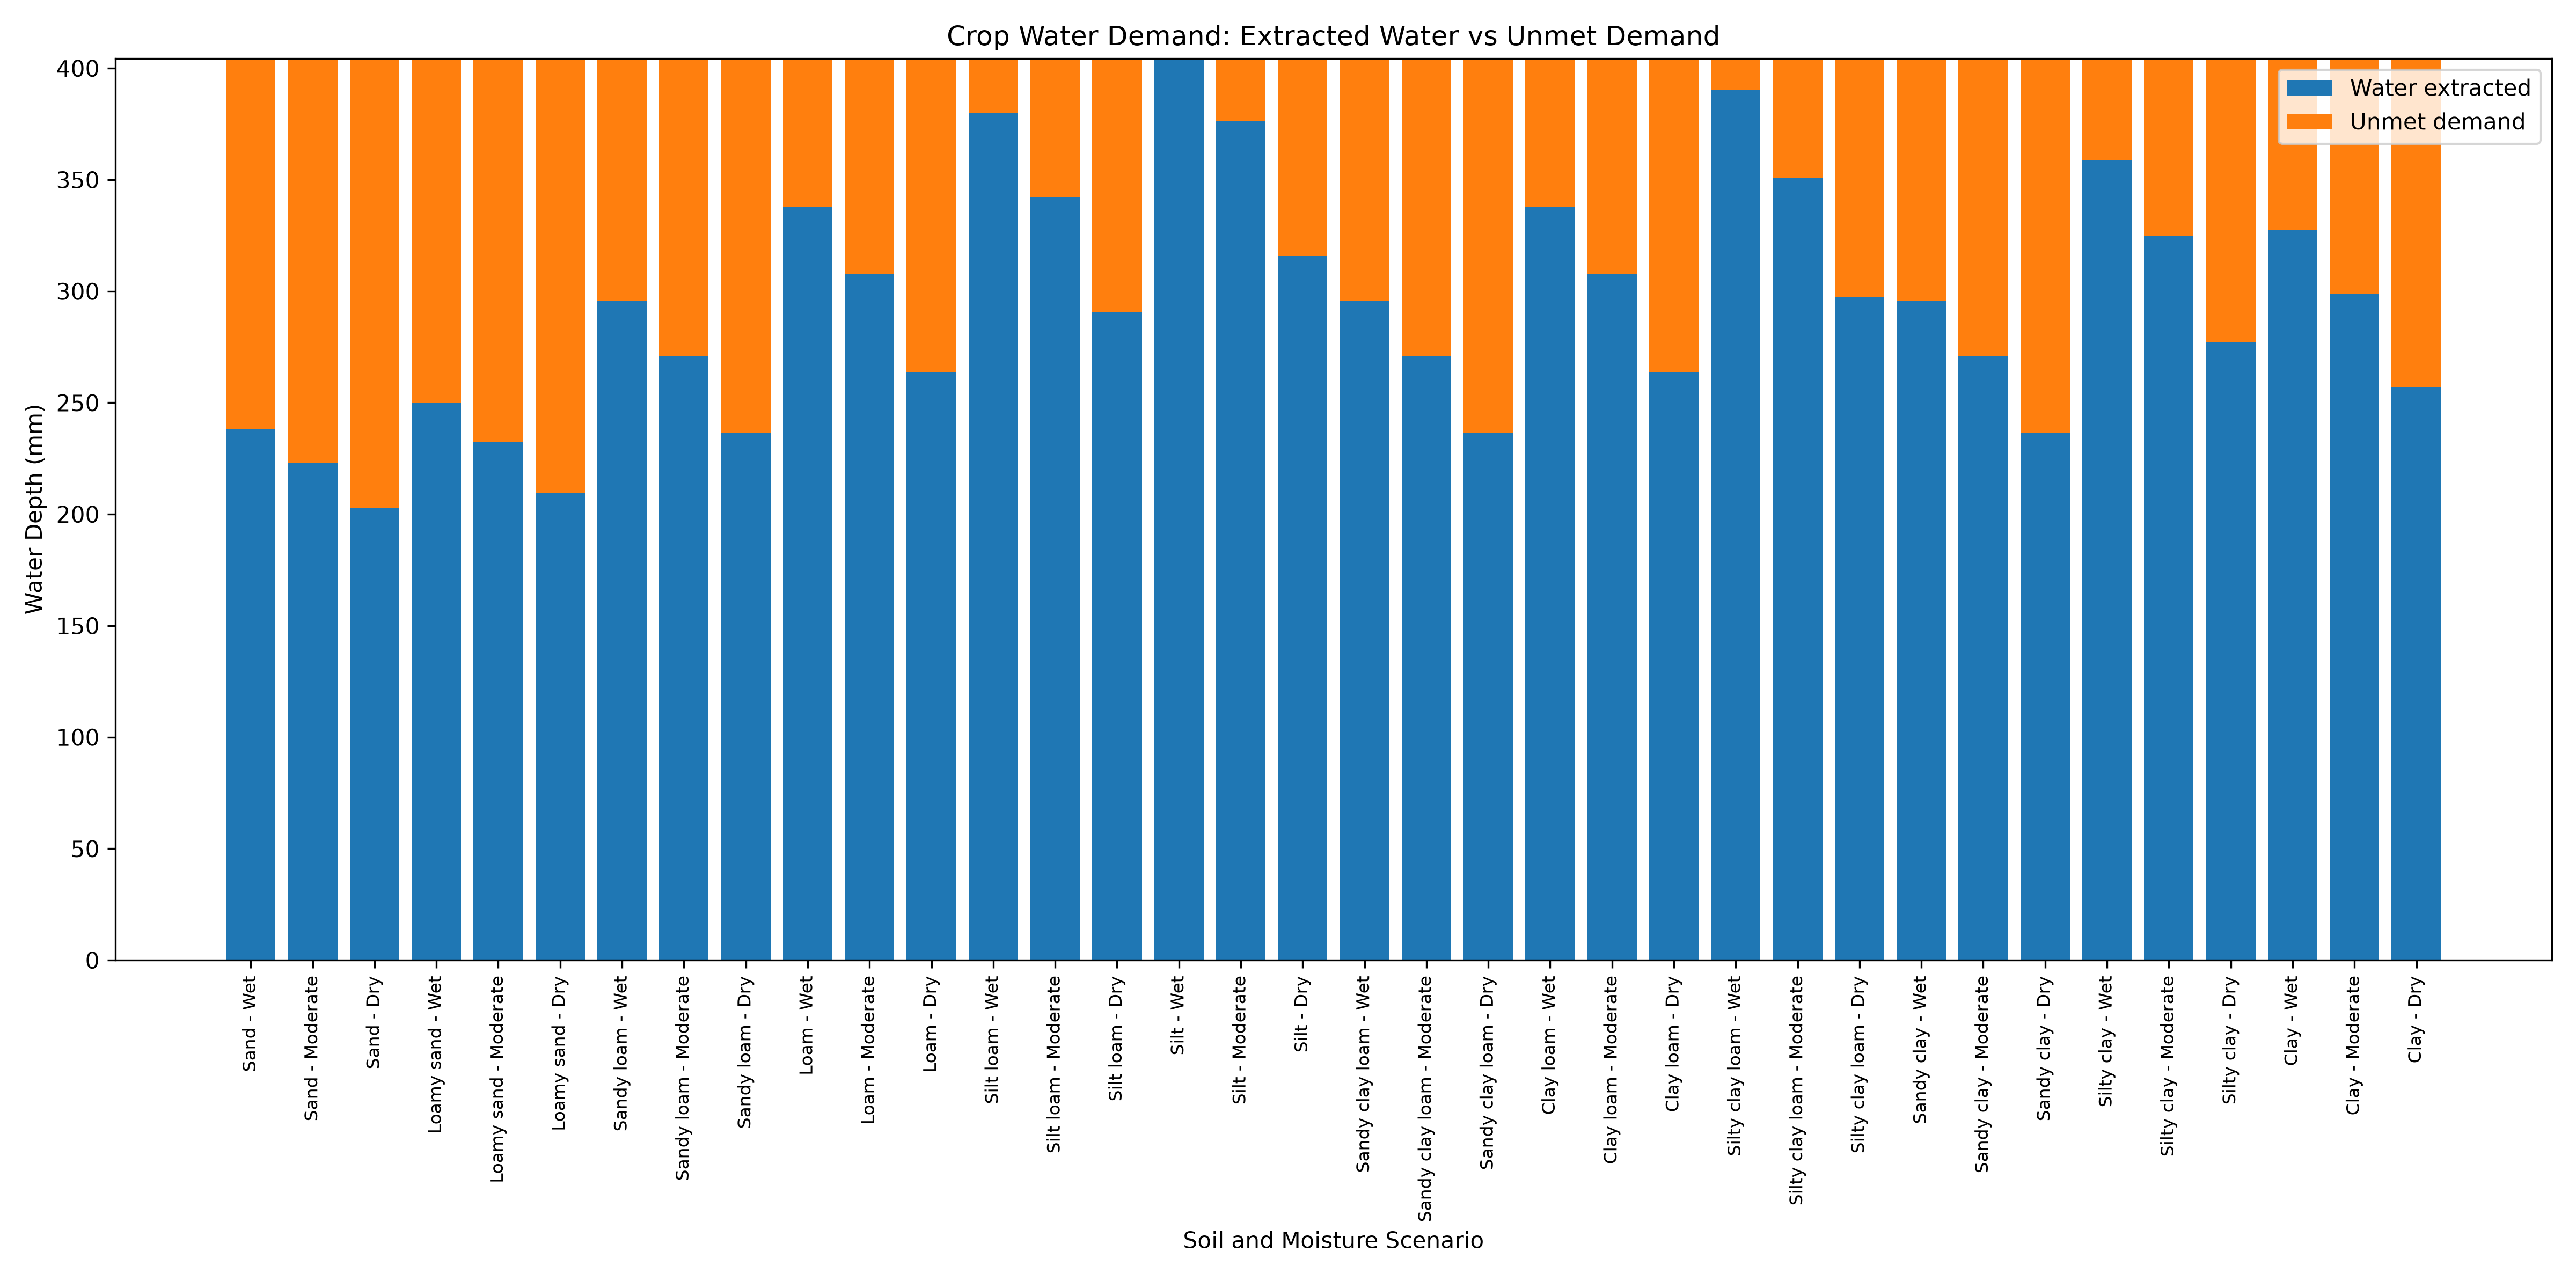 Crop Water Demand: Extracted Water vs Unmet Demand
Water extracted
Unmet demand
Water Depth (mm)
400
350
300
250
200
150
100
50
0
Sand - Wet
Sand - Moderate
Sand - Dry
Loamy sand - Wet
Loamy sand - Moderate
Loamy sand - Dry
Sandy loam - Wet
Sandy loam - Moderate
Sandy loam - Dry
Loam - Wet
Loam - Moderate
Loam - Dry
Silt loam - Wet
Silt loam - Moderate
Silt loam - Dry
Silt - Wet
Silt - Moderate
Silt - Dry
Sandy clay loam - Wet
Sandy clay loam - Moderate
Sandy clay loam - Dry
Clay loam - Wet
Clay loam - Moderate
Clay loam - Dry
Silty clay loam - Wet
Silty clay loam - Moderate
Silty clay loam - Dry
Sandy clay - Wet
Sandy clay - Moderate
Sandy clay - Dry
Silty clay - Wet
Silty clay - Moderate
Silty clay - Dry
Clay - Wet
Clay - Moderate
Clay - Dry
Soil and Moisture Scenario